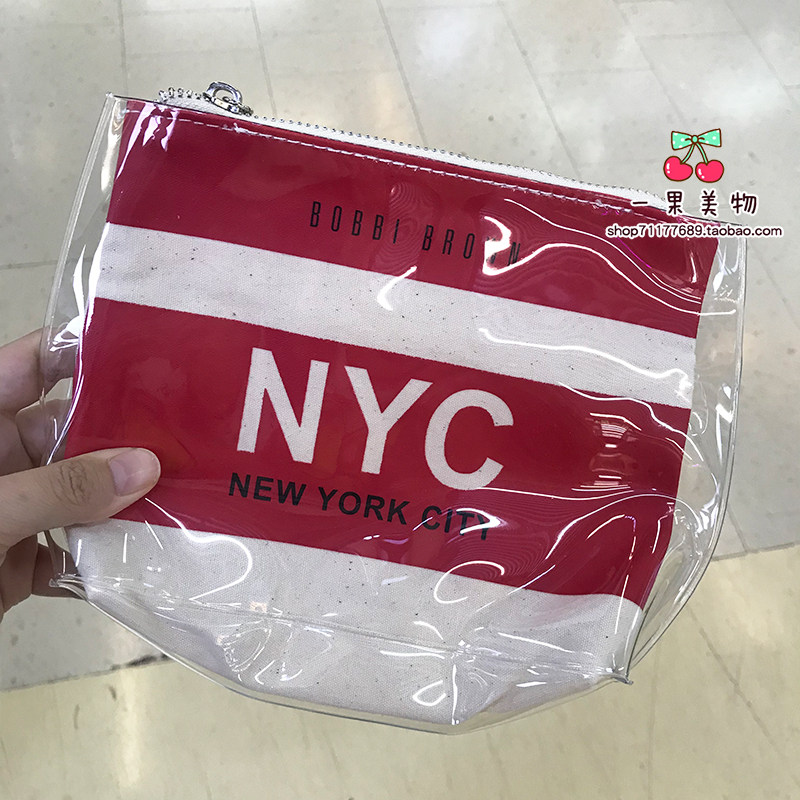 一果美物
shop71177689.taobao.com
BOBBI BROWN
NYC
NEW YORK CITY